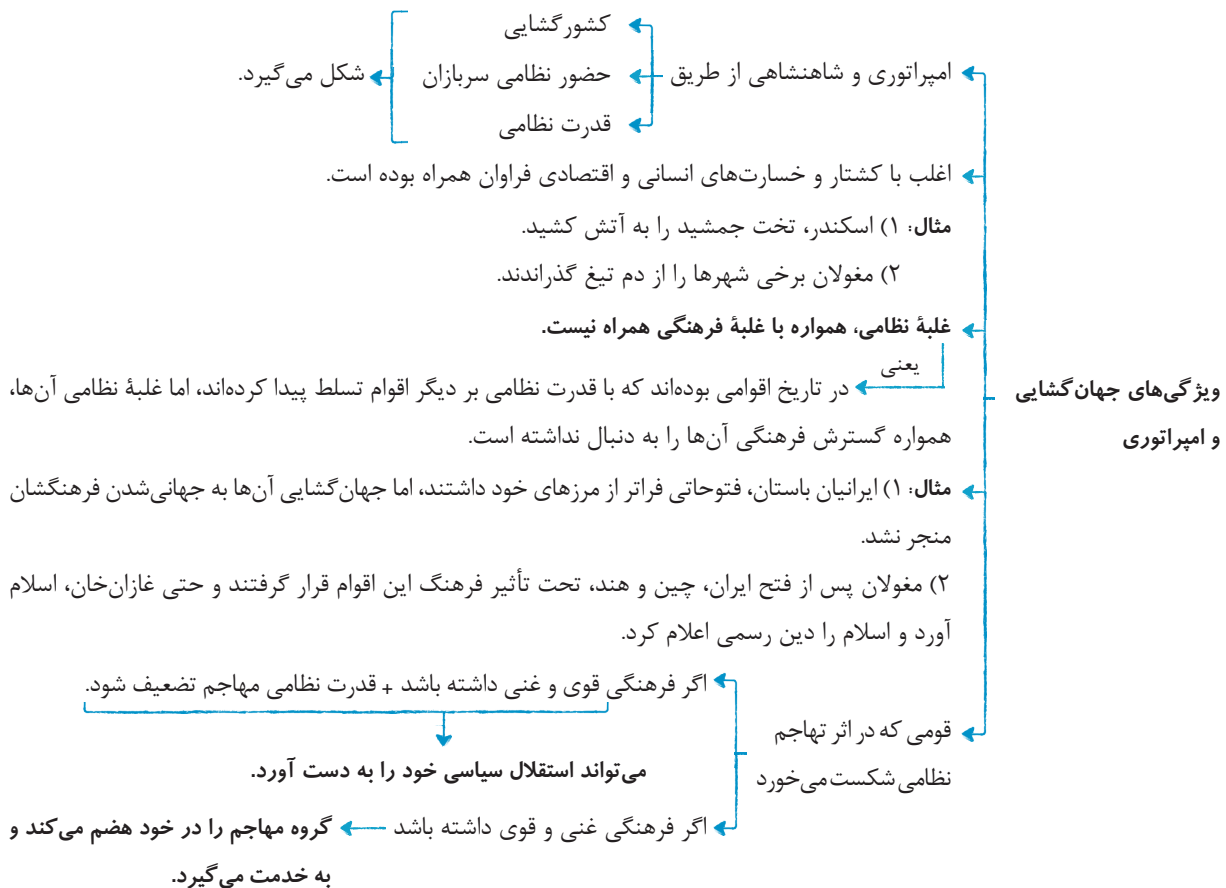 ویژگی‌های جهان‌گشایی
و امپراتوری
امپراتوری و شاهنشاهی از طریق
کشورگشایی
حضور نظامی سربازان
قدرت نظامی
شکل می‌گیرد.
اغلب با کشتار و خسارت‌های انسانی و اقتصادی فراوان همراه بوده است.
مثال: ۱) اسکندر، تخت جمشید را به آتش کشید.
۲) مغولان برخی شهرها را از دم تیغ گذراندند.
غلبهٔ نظامی، همواره با غلبهٔ فرهنگی همراه نیست.
یعنی
در تاریخ اقوامی بوده‌اند که با قدرت نظامی بر دیگر اقوام تسلط پیدا کرده‌اند، اما غلبهٔ نظامی آن‌ها،
همواره گسترش فرهنگی آن‌ها را به دنبال نداشته است.
مثال: ۱) ایرانیان باستان، فتوحاتی فراتر از مرزهای خود داشتند، اما جهان‌گشایی آن‌ها به جهانی‌شدن فرهنگشان
منجر نشد.
۲) مغولان پس از فتح ایران، چین و هند، تحت تأثیر فرهنگ این اقوام قرار گرفتند و حتی غازان‌خان، اسلام
آورد و اسلام را دین رسمی اعلام کرد.
قومی که در اثر تهاجم
نظامی شکست می‌خورد
اگر فرهنگی قوی و غنی داشته باشد + قدرت نظامی مهاجم تضعیف شود.
می‌تواند استقلال سیاسی خود را به دست آورد.
اگر فرهنگی غنی و قوی داشته باشد
گروه مهاجم را در خود هضم می‌کند و
به خدمت می‌گیرد.